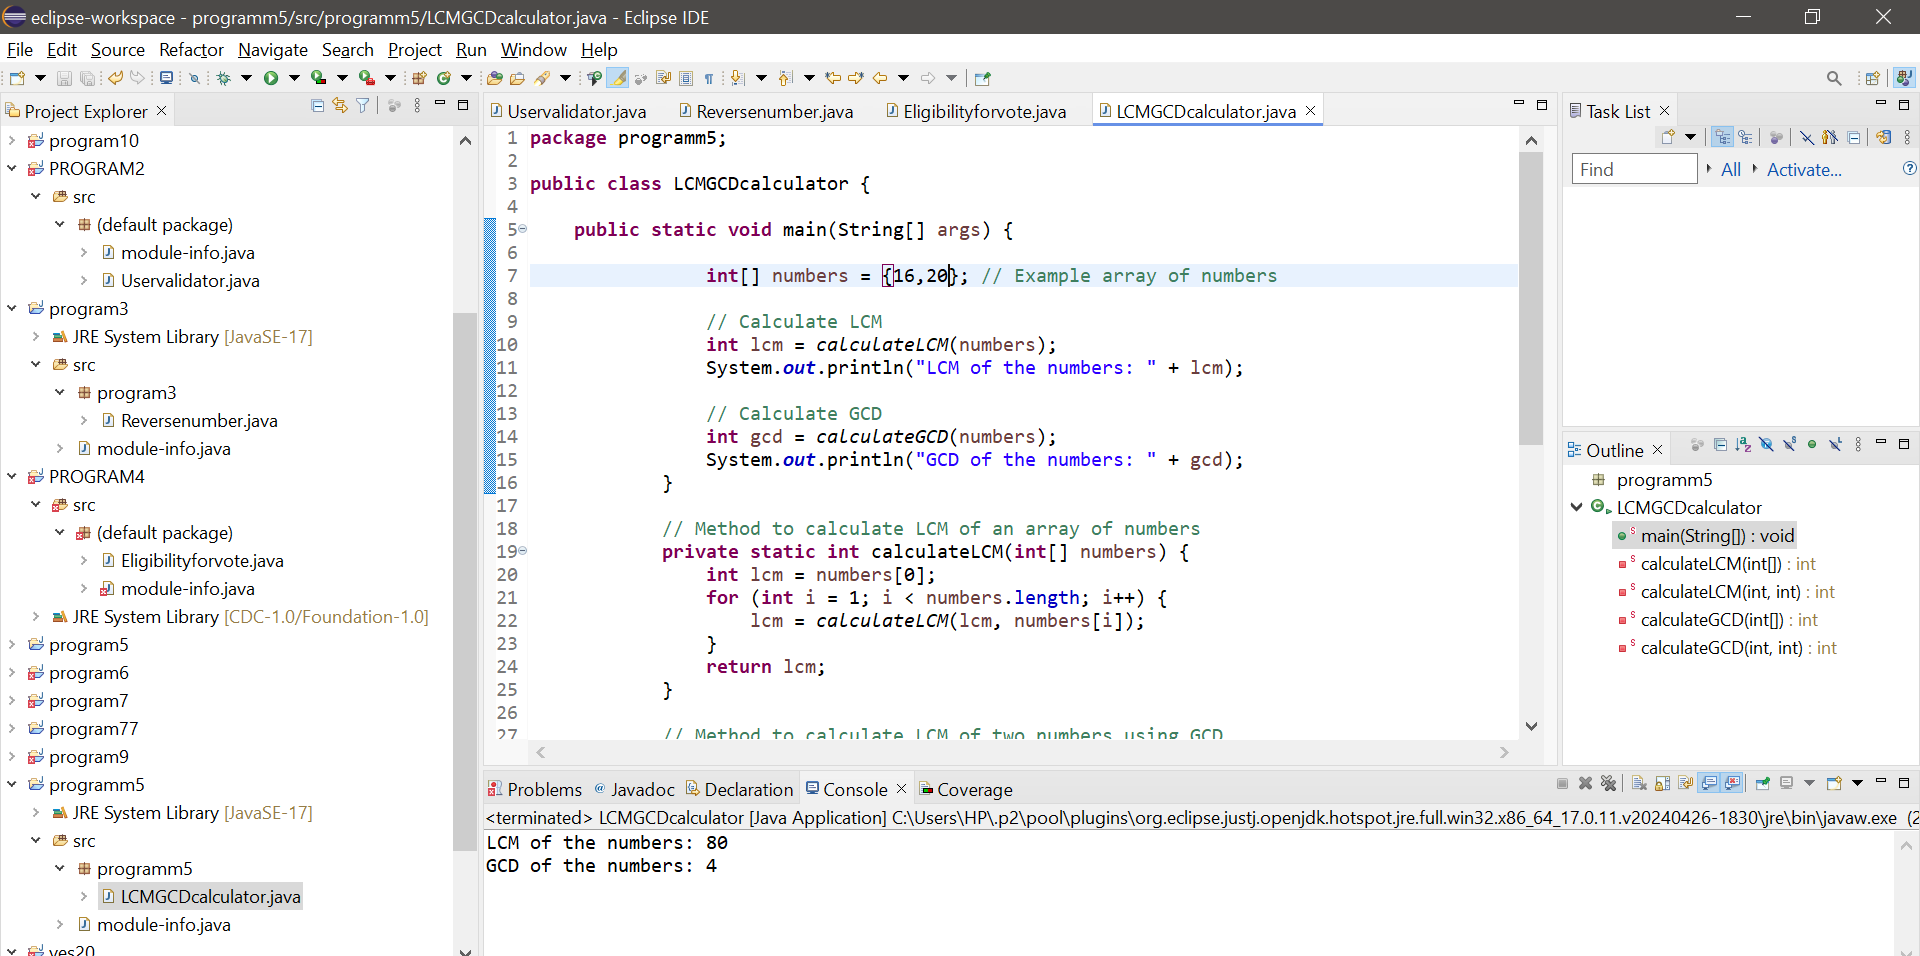 eclipse-workspace - programm5/src/programm5/LCMGCDcalculator.java - Eclipse IDE
File Edit Source Refactor Navigate Search Project Run Window Help
Project Explorer
program10
PROGRAM2
src
(default package)
module-info.java
Uservalidator.java
program3
JRE System Library [JavaSE-17]
src
program3
Reversenumber.java
module-info.java
PROGRAM4
src
(default package)
Eligibilityforvote.java
module-info.java
JRE System Library [CDC-1.0/Foundation-1.0]
program5
program6
program7
program77
program9
programm5
JRE System Library [JavaSE-17]
src
programm5
LCMGCDcalculator.java
module-info.java
ves20
Uservalidator.java Reversenumber.java Eligibilityforvote.java LCMGCDcalculator.java
1 package programm5;
2
3 public class LCMGCDcalculator {
4
5 public static void main(String[] args) {
6
7 int[] numbers = {16,20}; // Example array of numbers
8
9 // Calculate LCM
10 int lcm = calculateLCM(numbers);
11 System.out.println("LCM of the numbers: " + lcm);
12
13 // Calculate GCD
14 int gcd = calculateGCD(numbers);
15 System.out.println("GCD of the numbers: " + gcd);
16 }
17
18 // Method to calculate LCM of an array of numbers
19 private static int calculateLCM(int[] numbers) {
20 int lcm = numbers[0];
21 for (int i = 1; i < numbers.length; i++) {
22 lcm = calculateLCM(lcm, numbers[i]);
23 }
24 return lcm;
25 }
26
27 // Method to calculate LCM of two numbers using GCD
Task List
Find All Activate...
Outline
programm5
LCMGCDcalculator
main(String[]) : void
calculateLCM(int[]) : int
calculateLCM(int, int) : int
calculateGCD(int[]) : int
calculateGCD(int, int) : int
Problems Javadoc Declaration Console Coverage
<terminated> LCMGCDcalculator [Java Application] C:\Users\HP\.p2\pool\plugins\org.eclipse.justj.openjdk.hotspot.jre.full.win32.x86_64_17.0.11.v20240426-1830\jre\bin\javaw.exe (2
LCM of the numbers: 80
GCD of the numbers: 4